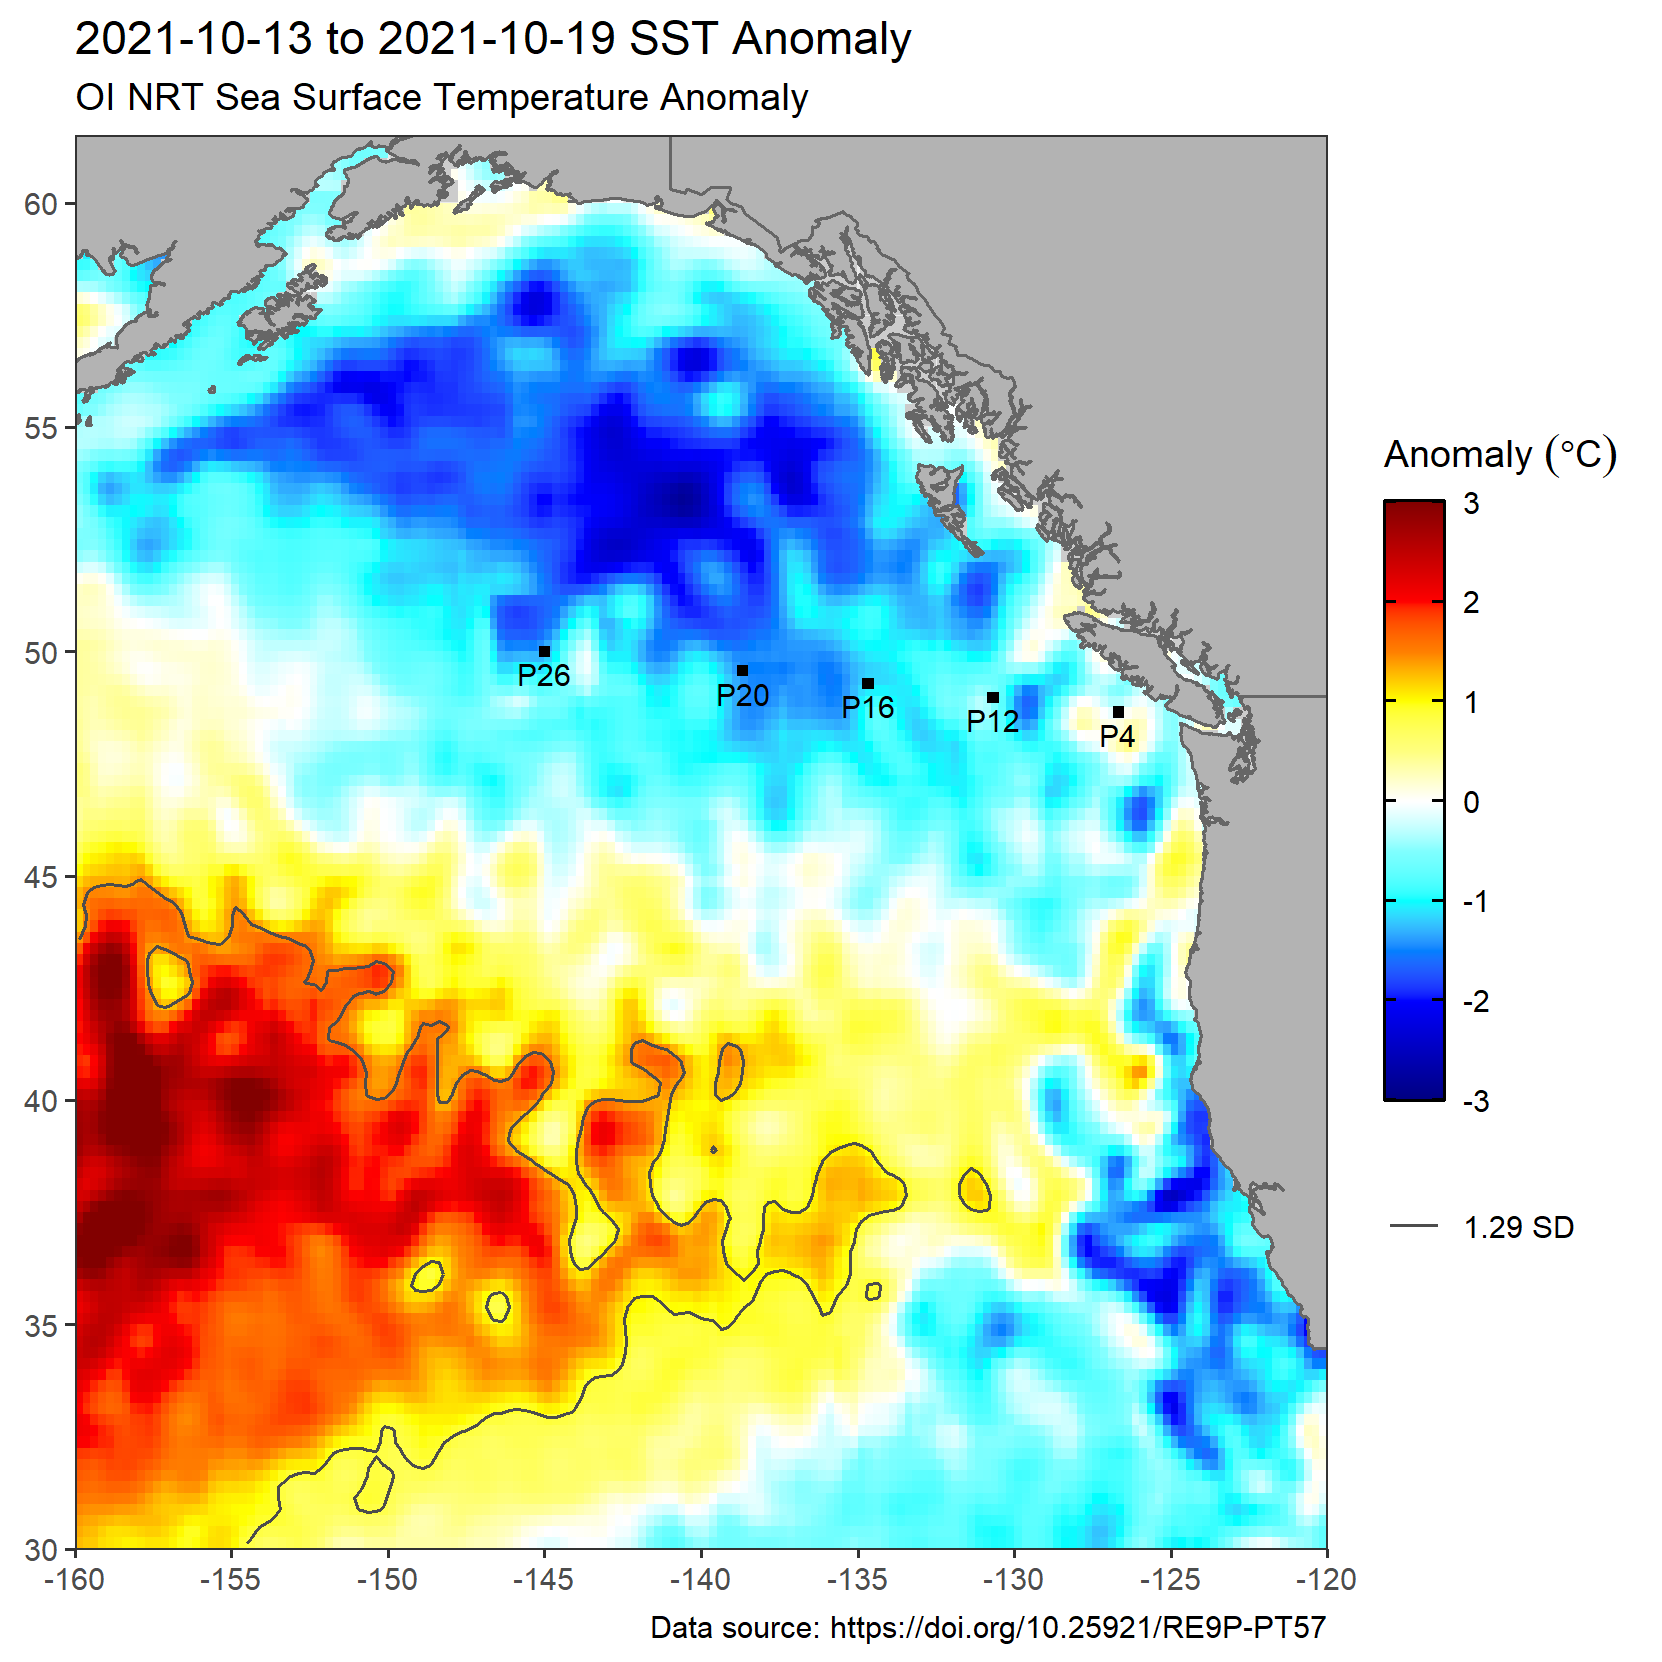 2021-10-13 to 2021-10-19 SST Anomaly
OI NRT Sea Surface Temperature Anomaly
60
55
50
45
40
35
30
-160
-155
-150
-145
-140
-135
-130
-125
-120
P26
P20
P16
P12
P4
Anomaly (°C)
3
2
1
0
-1
-2
-3
1.29 SD
Data source: https://doi.org/10.25921/RE9P-PT57